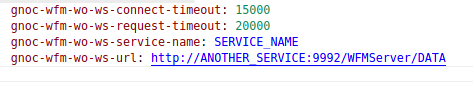 gnoc-wfm-wo-ws-connect-timeout: 15000
gnoc-wfm-wo-ws-request-timeout: 20000
gnoc-wfm-wo-ws-service-name: SERVICE_NAME
gnoc-wfm-wo-ws-url: http://ANOTHER_SERVICE:9992/WFMServer/DATA